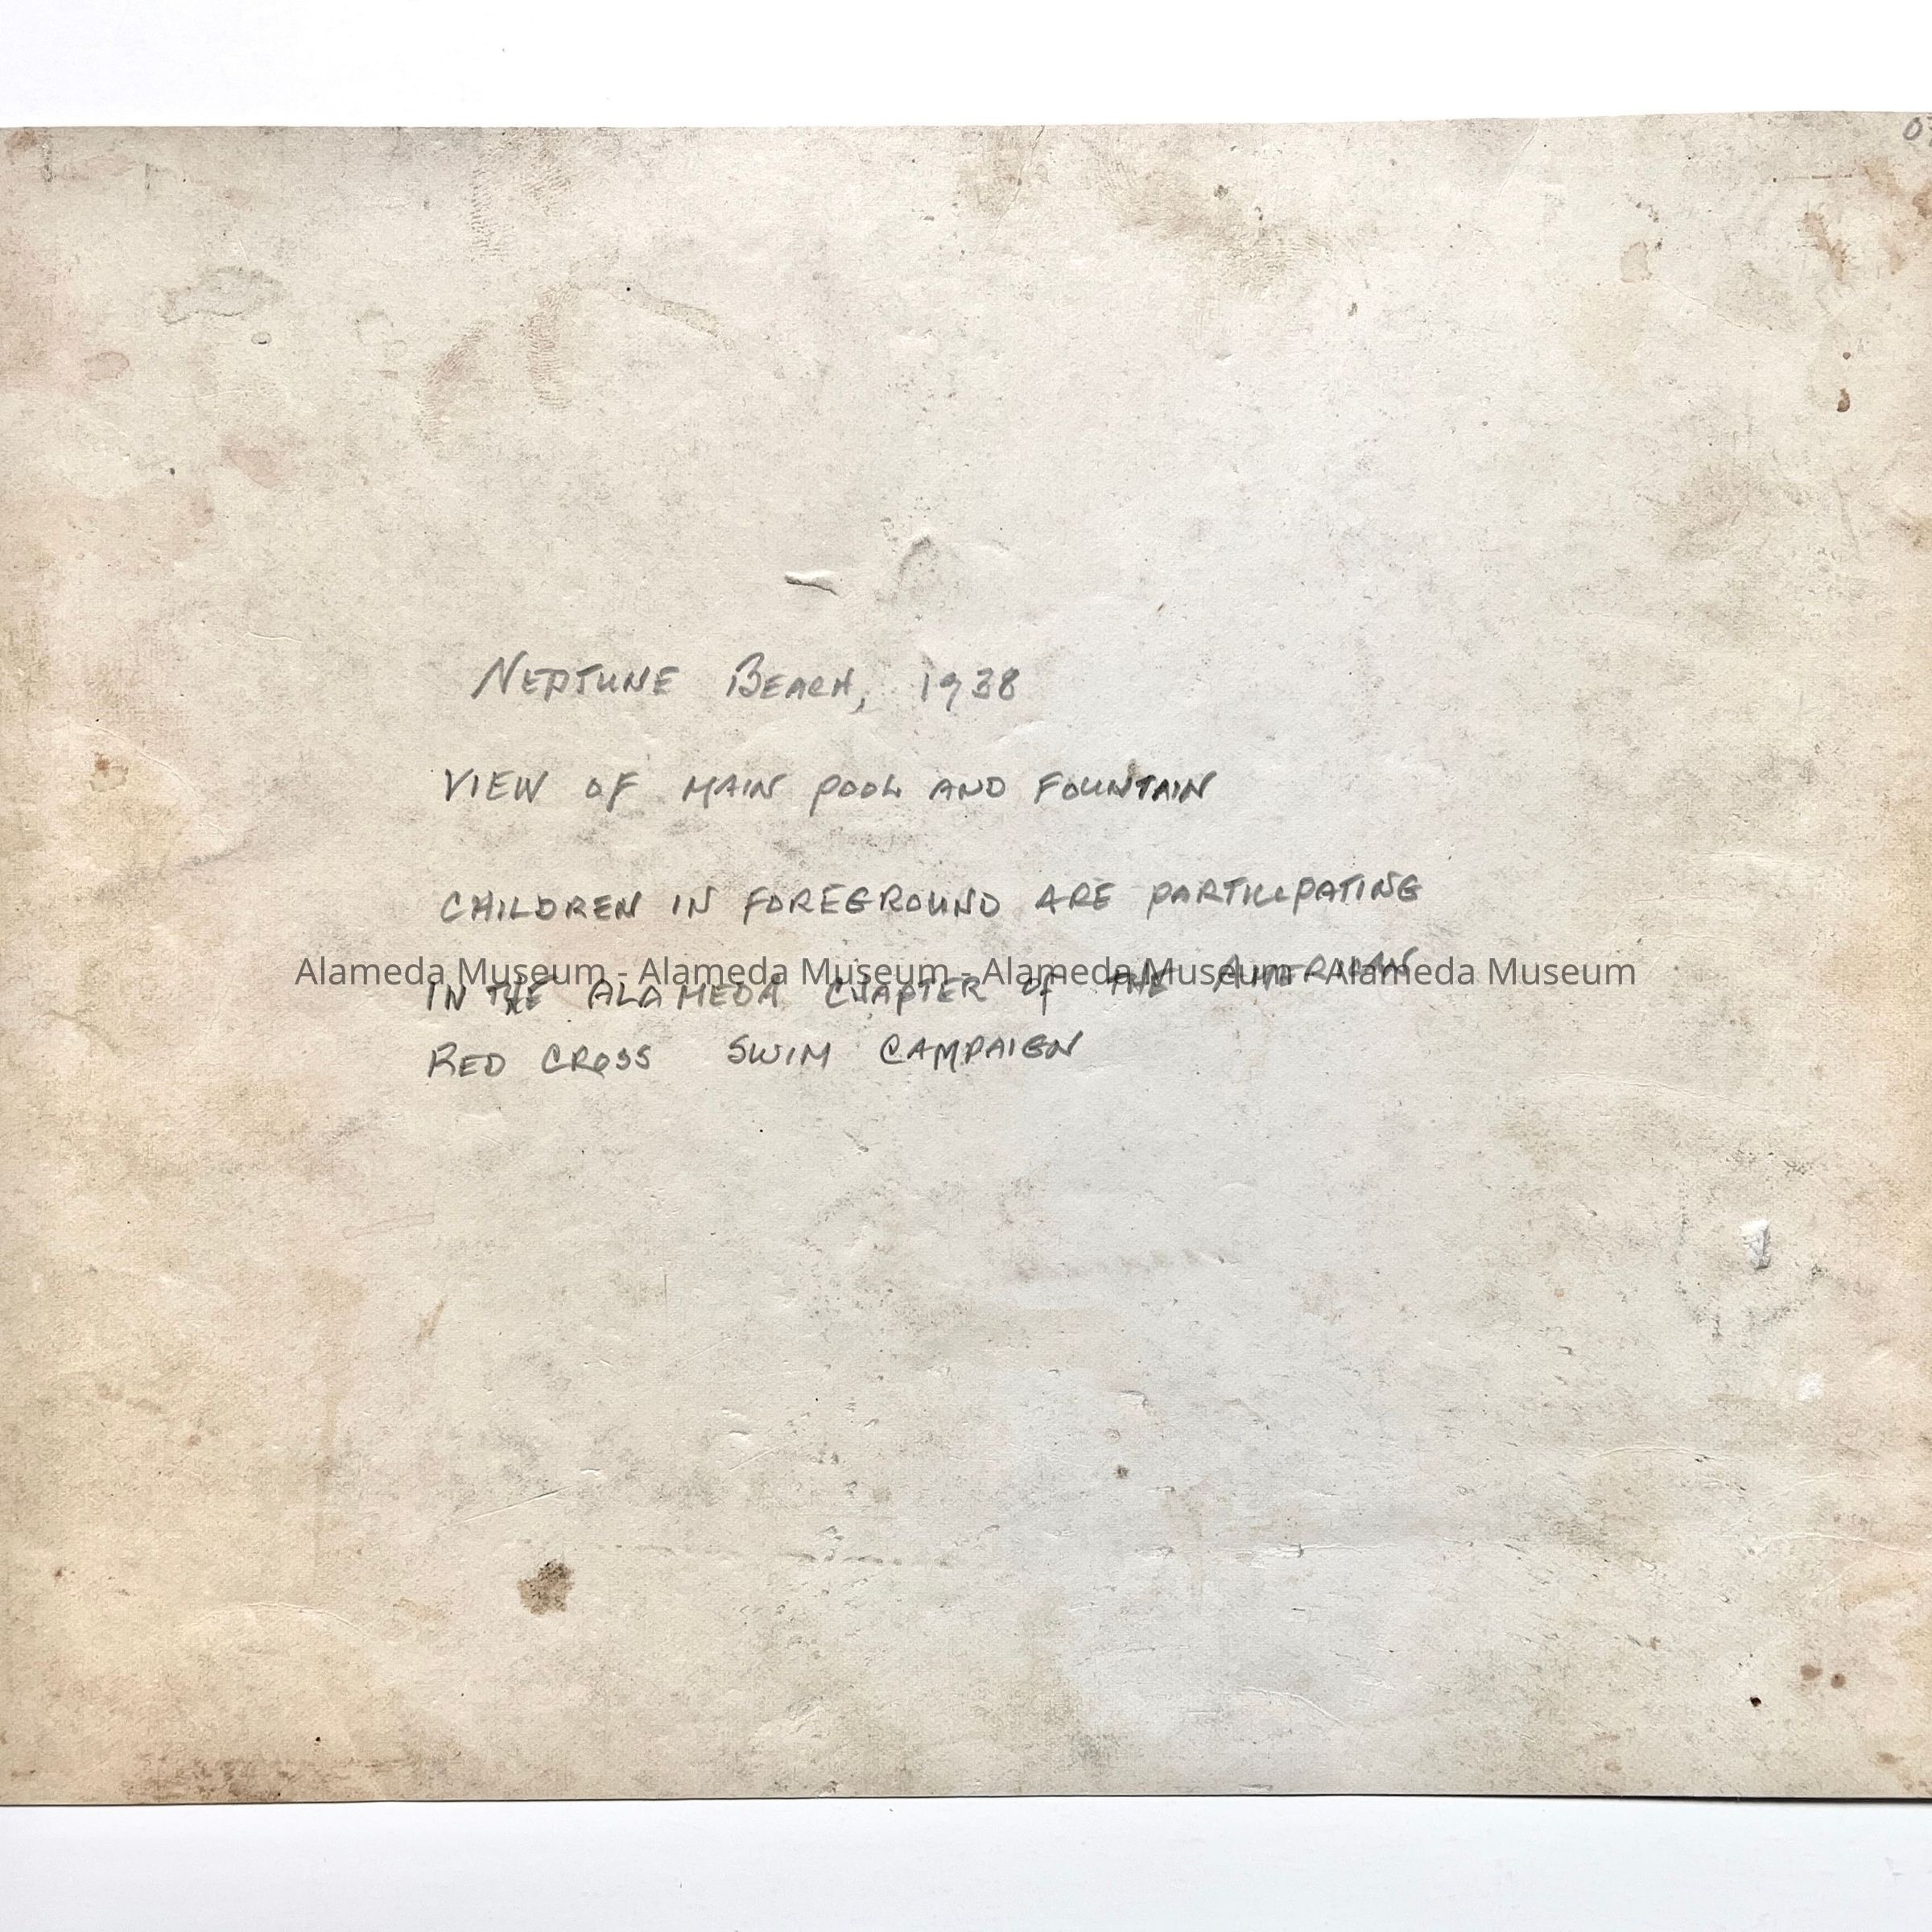 NEPTUNE BEACH, 1938
VIEW OF MAIN POOL AND FOUNTAIN
CHILDREN IN FOREGROUND ARE PARTICIPATING
Alameda Museum - Alameda Museum - Alameda Museum - Alameda Museum
IN THE ALAMEDA CHAPTER OF THE AMERICAN
RED CROSS SWIM CAMPAIGN